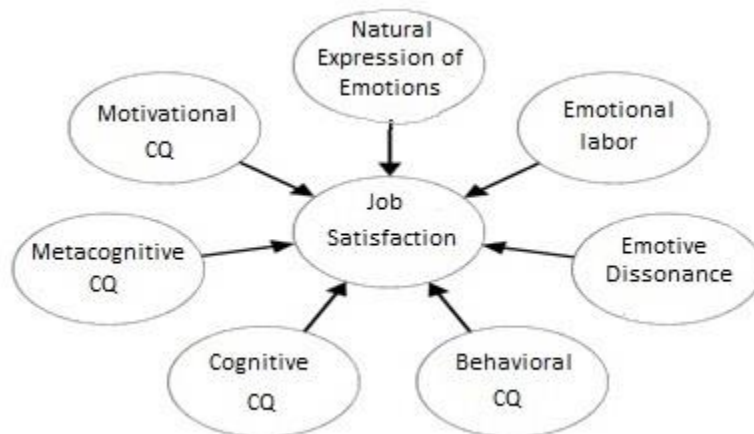 Natural
Expression of
Emotions
Motivational
CQ
Emotional
labor
Job
Satisfaction
Metacognitive
CQ
Emotive
Dissonance
Cognitive
CQ
Behavioral
CQ